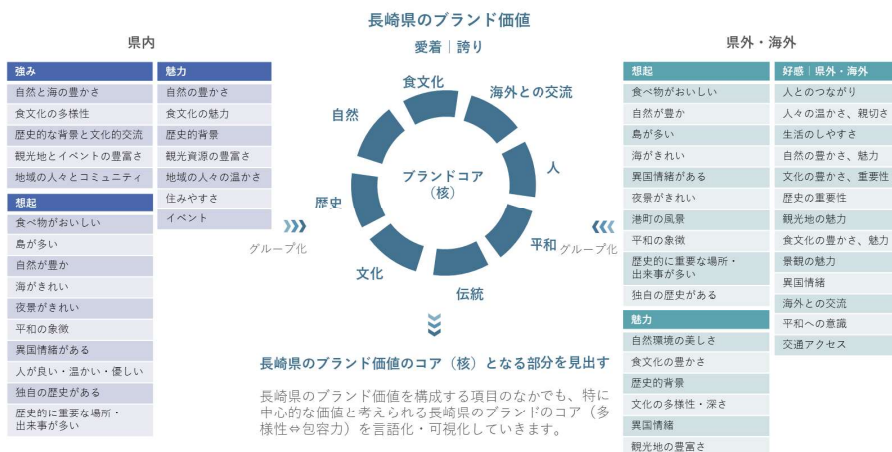 長崎県のブランド価値
愛着｜誇り
県内
強み
自然と海の豊かさ
食文化の多様性
歴史的な背景と文化的交流
観光地とイベントの豊富さ
地域の人々とコミュニティ
想起
食べ物がおいしい
島が多い
自然が豊か
海がきれい
夜景がきれい
平和の象徴
異国情緒がある
人が良い・温かい・優しい
独自の歴史がある
歴史的に重要な場所・
出来事が多い
魅力
自然の豊かさ
食文化の魅力
歴史的背景
観光資源の豊富さ
地域の人々の温かさ
住みやすさ
イベント
グループ化
食文化
海外との交流
人
平和
伝統
文化
歴史
自然
ブランドコア
（核）
グループ化
長崎県のブランド価値のコア（核）となる部分を見出す
長崎県のブランド価値を構成する項目のなかでも、特に
中心的な価値と考えられる長崎県のブランドのコア（多
様性⇔包容力）を言語化・可視化していきます。
県外・海外
想起
食べ物がおいしい
自然が豊か
島が多い
海がきれい
異国情緒がある
夜景がきれい
港町の風景
平和の象徴
歴史的に重要な場所・
出来事が多い
独自の歴史がある
魅力
自然環境の美しさ
食文化の豊かさ
歴史的背景
文化の多様性・深さ
異国情緒
観光地の豊富さ
好感｜県外・海外
人とのつながり
人々の温かさ、親切さ
生活のしやすさ
自然の豊かさ、魅力
文化の豊かさ、重要性
歴史の重要性
観光地の魅力
食文化の豊かさ、魅力
景観の魅力
異国情緒
海外との交流
平和への意識
交通アクセス